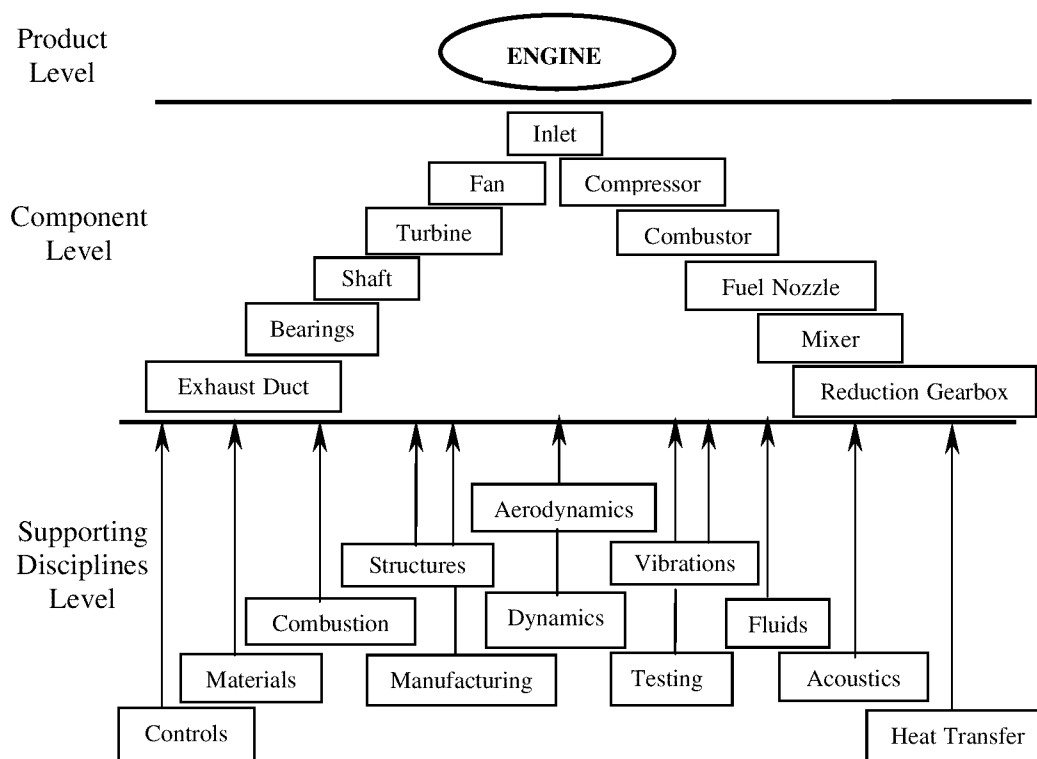 Product
Level
ENGINE
Inlet
Fan
Compressor
Component
Level
Turbine
Combustor
Shaft
Fuel Nozzle
Bearings
Mixer
Exhaust Duct
Reduction Gearbox
Supporting
Disciplines
Level
Aerodynamics
Structures
Vibrations
Combustion
Dynamics
Fluids
Materials
Manufacturing
Testing
Acoustics
Controls
Heat Transfer